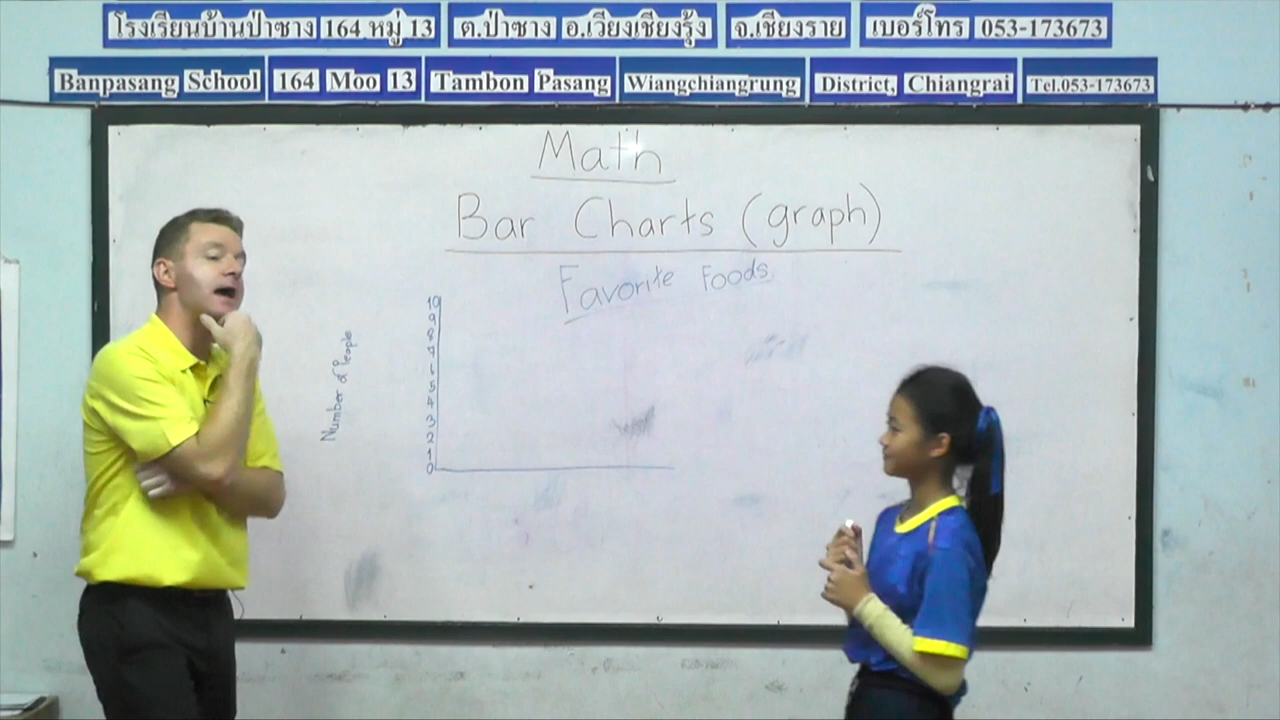 โรงเรียนบ้านป่าซาง 164 หมู่ 13 ต.ป่าซาง อ.เวียงเชียงรุ้ง จ.เชียงราย เบอร์โทร 053-173673
Banpasang School 164 Moo 13 Tambon Pasang Wiangchiangrung District, Chiangrai Tel.053-173673
Math
Bar Charts (graph)
Favorite Foods
Number of People
10
9
8
7
5
4
3
2
1
0